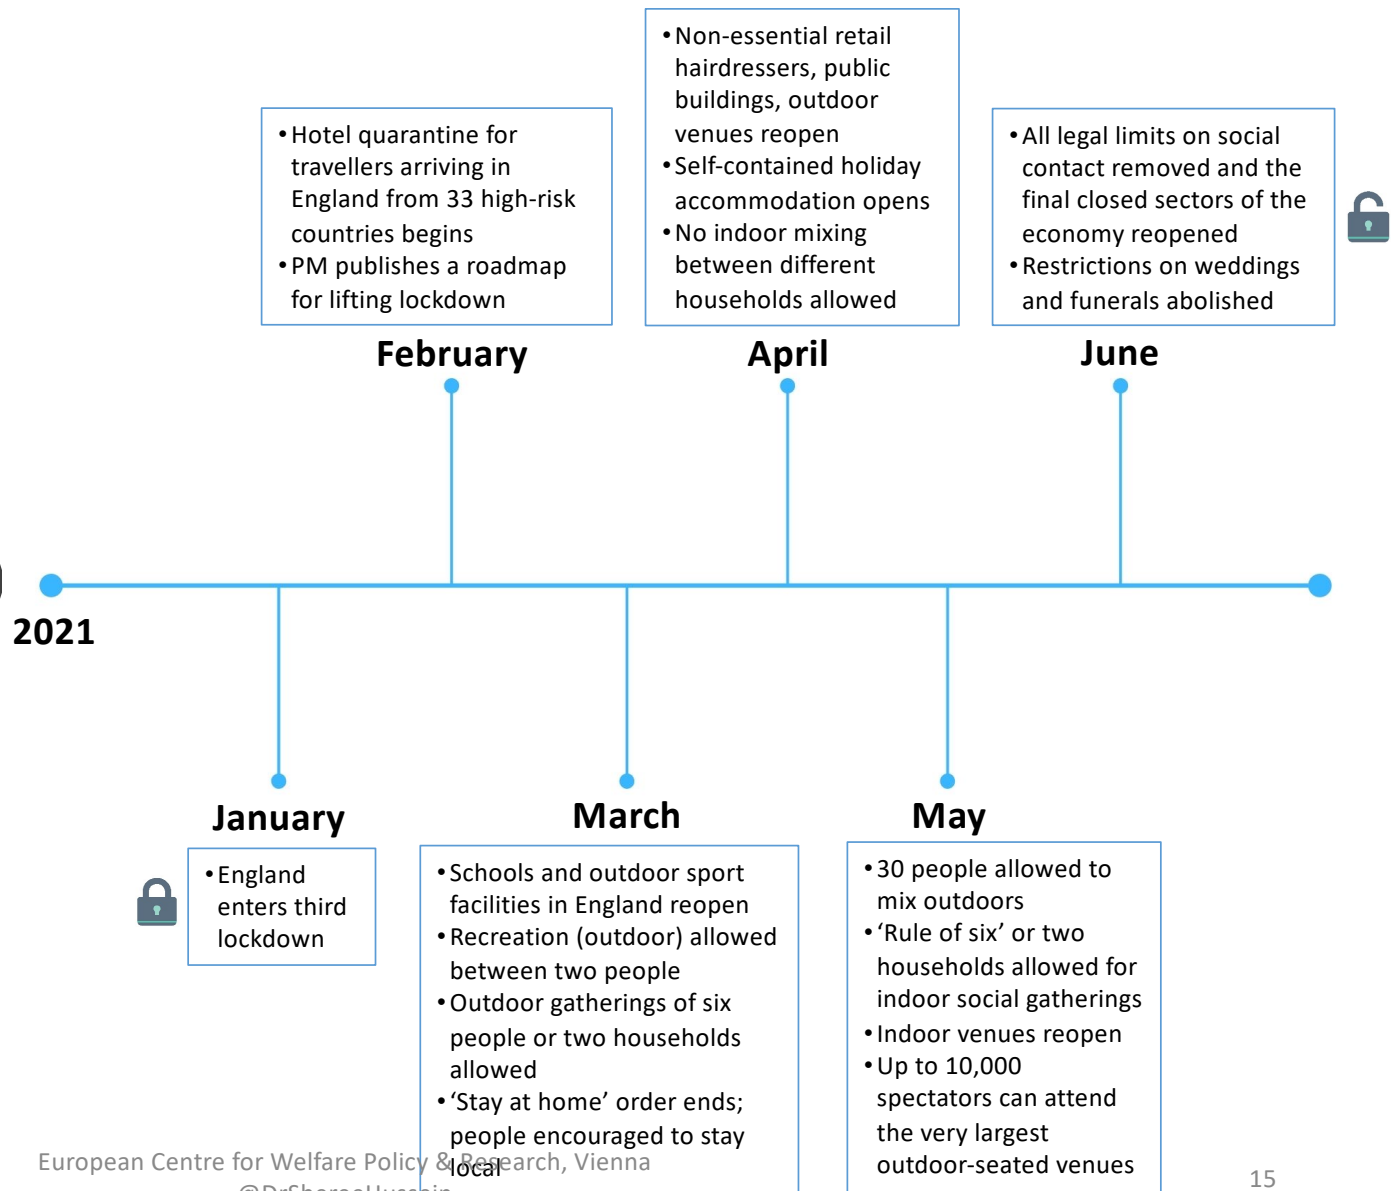 • Non-essential retail
hairdressers, public
buildings, outdoor
venues reopen
• Self-contained holiday
accommodation opens
• No indoor mixing
between different
households allowed
• Hotel quarantine for
travellers arriving in
England from 33 high-risk
countries begins
• PM publishes a roadmap
for lifting lockdown
• All legal limits on social
contact removed and the
final closed sectors of the
economy reopened
• Restrictions on weddings
and funerals abolished
February
April
June
2021
January
March
May
• England
enters third
lockdown
• Schools and outdoor sport
facilities in England reopen
• Recreation (outdoor) allowed
between two people
• Outdoor gatherings of six
people or two households
allowed
• ‘Stay at home’ order ends;
people encouraged to stay
local
• 30 people allowed to
mix outdoors
• ‘Rule of six’ or two
households allowed for
indoor social gatherings
• Indoor venues reopen
• Up to 10,000
spectators can attend
the very largest
outdoor-seated venues
European Centre for Welfare Policy & Research, Vienna
15